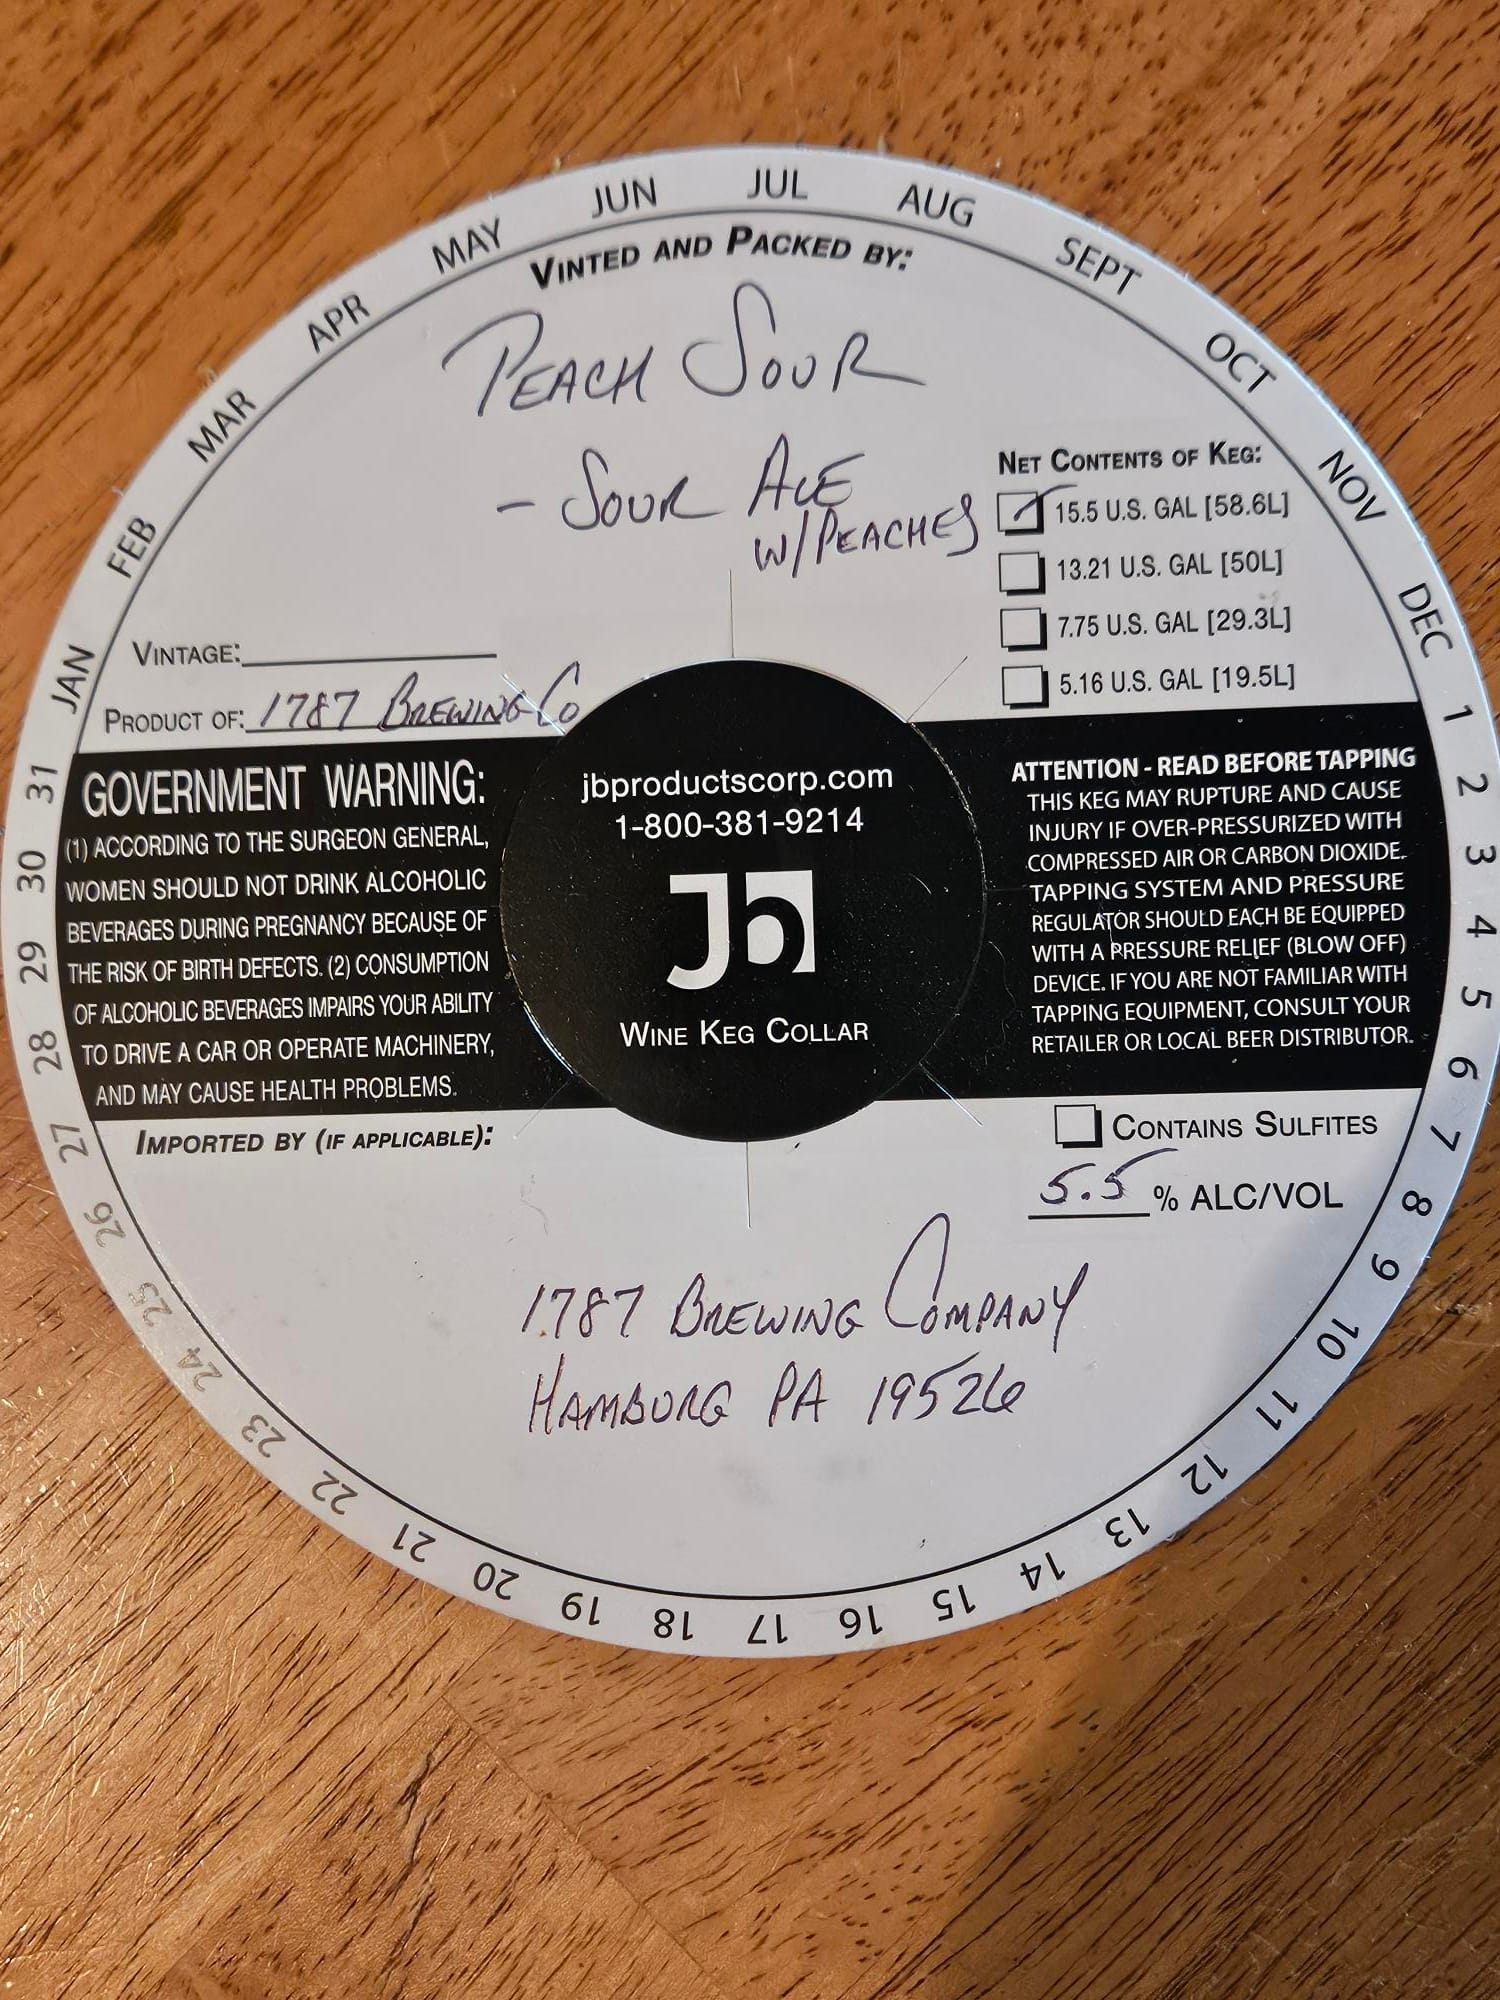 JAN FEB MAR APR MAY JUN JUL AUG SEPT OCT NOV DEC
1 2 3 4 5 6 7 8 9 10 11 12 13 14 15 16 17 18 19 20 21 22 23 24 25 26 27 28 29 30 31
VINTED AND PACKED BY:
PEACH SOUR
- SOUR ALE
W/PEACHES
NET CONTENTS OF KEG:
15.5 U.S. GAL [58.6L]
13.21 U.S. GAL [50L]
7.75 U.S. GAL [29.3L]
5.16 U.S. GAL [19.5L]
VINTAGE:
PRODUCT OF: 1787 BREWING CO
GOVERNMENT WARNING:
(1) ACCORDING TO THE SURGEON GENERAL,
WOMEN SHOULD NOT DRINK ALCOHOLIC
BEVERAGES DURING PREGNANCY BECAUSE OF
THE RISK OF BIRTH DEFECTS. (2) CONSUMPTION
OF ALCOHOLIC BEVERAGES IMPAIRS YOUR ABILITY
TO DRIVE A CAR OR OPERATE MACHINERY,
AND MAY CAUSE HEALTH PROBLEMS.
jbproductscorp.com
1-800-381-9214
Jb
WINE KEG COLLAR
ATTENTION - READ BEFORE TAPPING
THIS KEG MAY RUPTURE AND CAUSE
INJURY IF OVER-PRESSURIZED WITH
COMPRESSED AIR OR CARBON DIOXIDE.
TAPPING SYSTEM AND PRESSURE
REGULATOR SHOULD EACH BE EQUIPPED
WITH A PRESSURE RELIEF (BLOW OFF)
DEVICE. IF YOU ARE NOT FAMILIAR WITH
TAPPING EQUIPMENT, CONSULT YOUR
RETAILER OR LOCAL BEER DISTRIBUTOR.
IMPORTED BY (IF APPLICABLE):
CONTAINS SULFITES
5.5 % ALC/VOL
1787 BREWING COMPANY
HAMBURG PA 19526